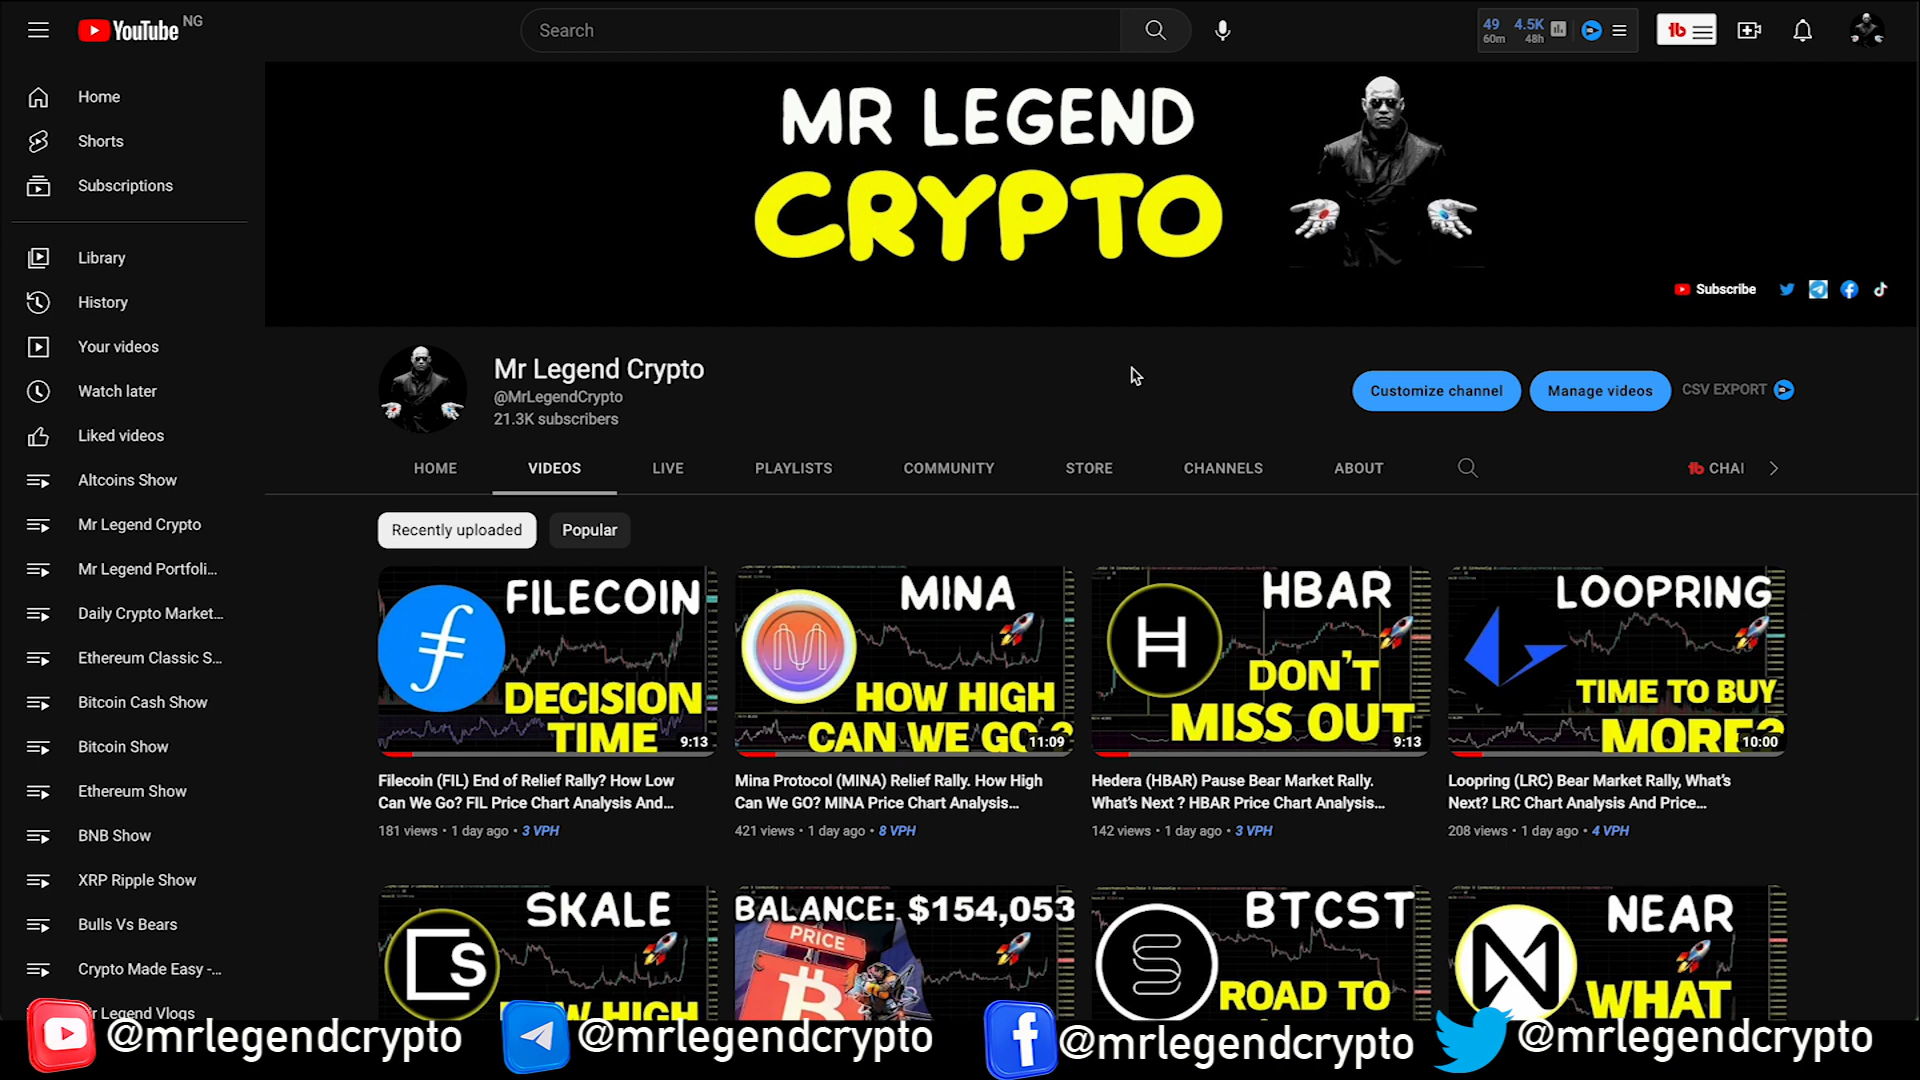 YouTube NG
Search
49
60m
4.5K
48h
Home
Shorts
Subscriptions
Library
History
Your videos
Watch later
Liked videos
Altcoins Show
Mr Legend Crypto
Mr Legend Portfoli...
Daily Crypto Market...
Ethereum Classic S...
Bitcoin Cash Show
Bitcoin Show
Ethereum Show
BNB Show
XRP Ripple Show
Bulls Vs Bears
Crypto Made Easy -...
Mr Legend Vlogs
MR LEGEND
CRYPTO
Subscribe
Mr Legend Crypto
@MrLegendCrypto
21.3K subscribers
Customize channel
Manage videos
CSV EXPORT
HOME
VIDEOS
LIVE
PLAYLISTS
COMMUNITY
STORE
CHANNELS
ABOUT
CHAI
Recently uploaded
Popular
FILECOIN
DECISION
TIME
9:13
Filecoin (FIL) End of Relief Rally? How Low
Can We Go? FIL Price Chart Analysis And...
181 views • 1 day ago • 3 VPH
MINA
HOW HIGH
CAN WE GO?
11:09
Mina Protocol (MINA) Relief Rally. How High
Can We GO? MINA Price Chart Analysis...
421 views • 1 day ago • 8 VPH
HBAR
DON'T
MISS OUT
9:13
Hedera (HBAR) Pause Bear Market Rally.
What's Next ? HBAR Price Chart Analysis...
142 views • 1 day ago • 3 VPH
LOOPRING
TIME TO BUY
MORE?
10:00
Loopring (LRC) Bear Market Rally, What's
Next? LRC Chart Analysis And Price...
208 views • 1 day ago • 4 VPH
SKALE
HIGH
BALANCE: $154,053
PRICE
BTCST
ROAD TO
NEAR
WHAT
@mrlegendcrypto
@mrlegendcrypto
@mrlegendcrypto
@mrlegendcrypto